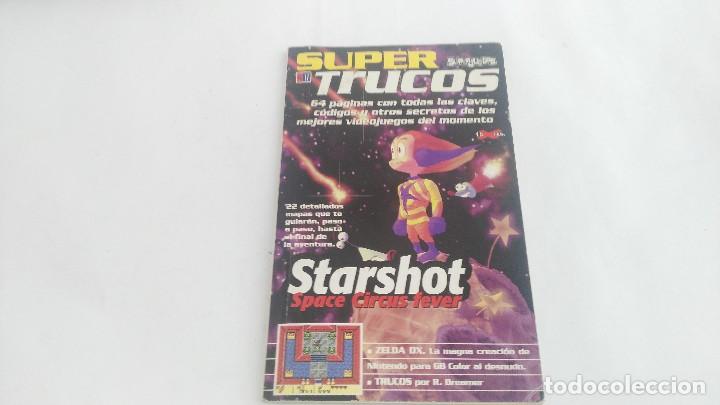 SUPER
Trucos
64 páginas con todas las claves,
códigos y otros secretos de los
mejores videojuegos del momento
22 detallados
mapas que te
guiarán, paso
a paso, hasta
el final de
la aventura.
Starshot
Space Circus fever
• ZELDA DX. La magna creación de
Nintendo para GB Color al desnudo.
• TRUCOS por R. Dreamer
todocoleccion